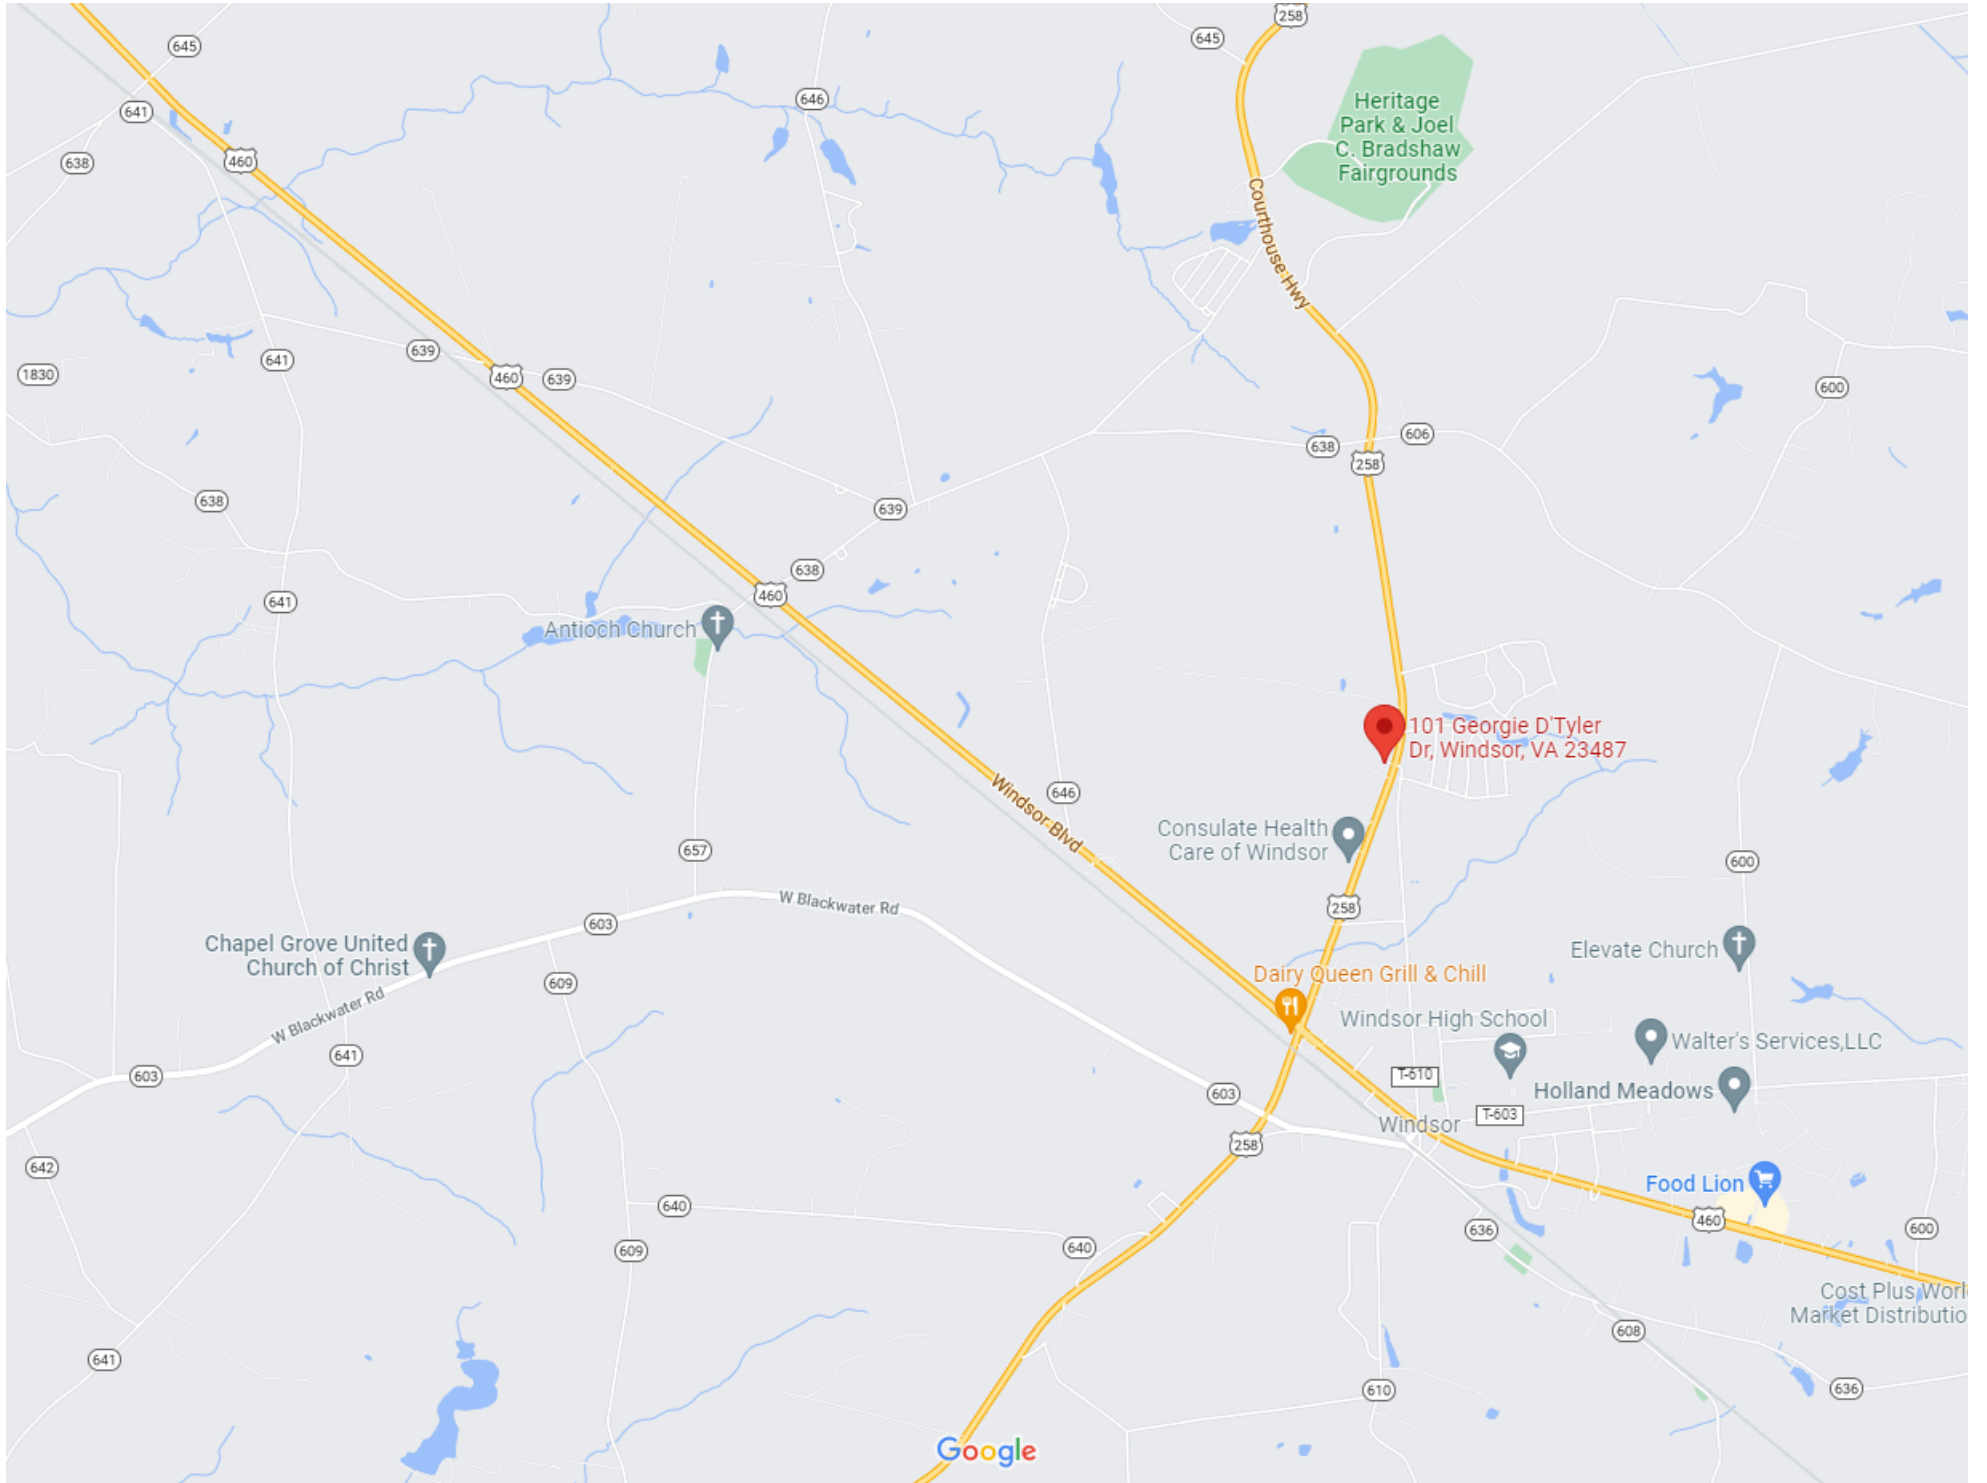 258
645
645
646
641
Heritage
Park & Joel
C. Bradshaw
Fairgrounds
638
460
Courthouse Hwy
639
641
1830
460
639
600
638
606
258
638
639
638
460
641
Antioch Church
101 Georgie D'Tyler
Dr, Windsor, VA 23487
Windsor Blvd
646
Consulate Health
Care of Windsor
657
600
W Blackwater Rd
258
603
Chapel Grove United
Church of Christ
Elevate Church
609
Dairy Queen Grill & Chill
W Blackwater Rd
Windsor High School
Walter's Services,LLC
641
603
T-610
603
Holland Meadows
T-603
Windsor
258
642
Food Lion
640
460
600
636
640
609
Cost Plus Worl
Market Distributio
608
641
610
636
Google